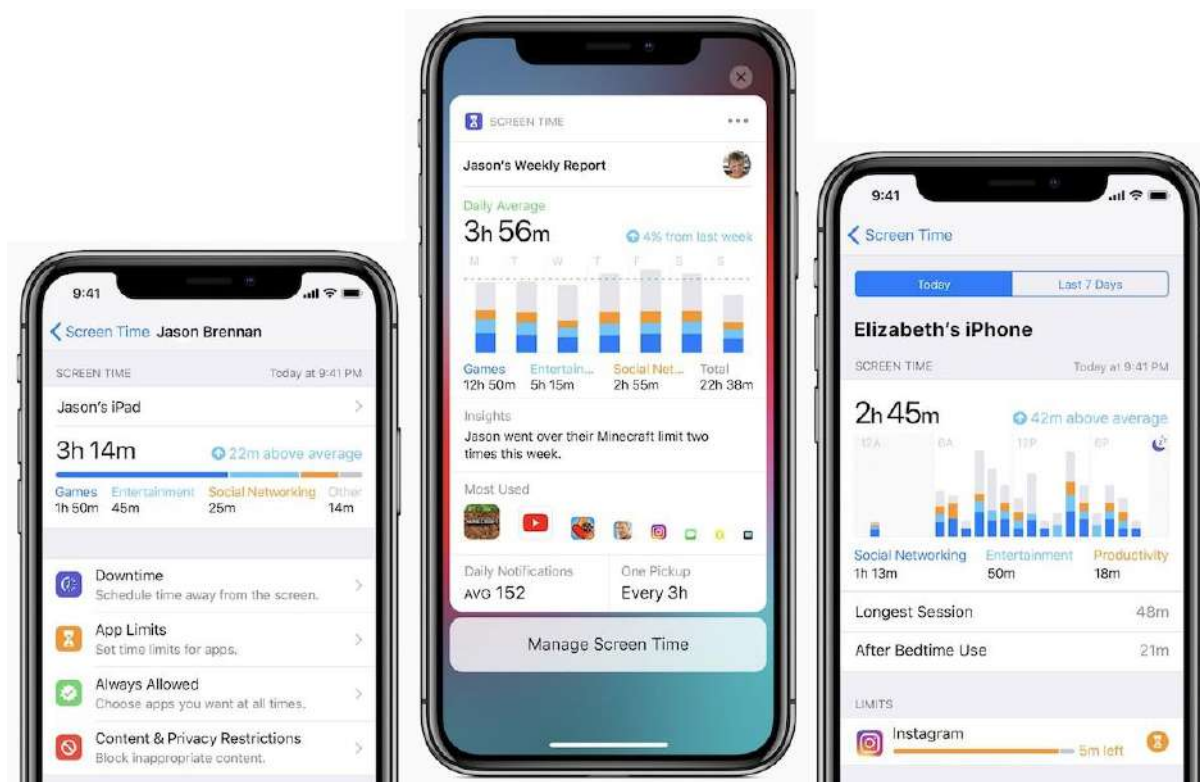 9:41
Screen Time Jason Brennan
SCREEN TIME Today at 9:41 PM
Jason's iPad
3h 14m 22m above average
Games Entertainment Social Networking Other
1h 50m 45m 25m 14m
Downtime
Schedule time away from the screen.
App Limits
Set time limits for apps.
Always Allowed
Choose apps you want at all times.
Content & Privacy Restrictions
Block inappropriate content.
SCREEN TIME
Jason's Weekly Report
Daily Average
3h 56m 4% from last week
M T W T F S S
Games Entertain... Social Net... Total
12h 50m 5h 15m 2h 55m 22h 38m
Insights
Jason went over their Minecraft limit two
times this week.
Most Used
Daily Notifications One Pickup
AVG 152 Every 3h
Manage Screen Time
9:41
Screen Time
Today Last 7 Days
Elizabeth's iPhone
SCREEN TIME Today at 9:41 PM
2h 45m 42m above average
12A 6A 12P 6P
Social Networking Entertainment Productivity
1h 13m 50m 18m
Longest Session 48m
After Bedtime Use 21m
LIMITS
Instagram
5m left